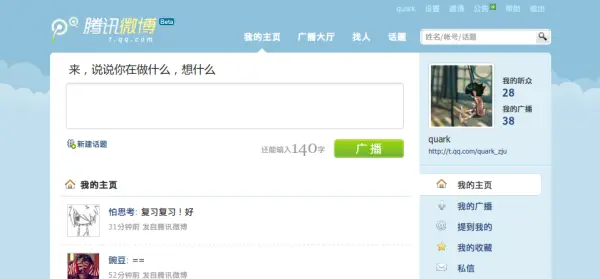 quark 设置 邀请 公告 帮助 退出
腾讯微博 Beta
t.qq.com
我的主页 广播大厅 找人 话题
姓名/帐号/话题
来，说说你在做什么，想什么
新建话题
还能输入140字
广播
我的听众
28
我的广播
38
quark
http://t.qq.com/quark_zju
我的主页
怕思考: 复习复习！好
31分钟前 发自腾讯微博
豌豆: ==
52分钟前 发自腾讯微博
我的主页
我的广播
提到我的
我的收藏
私信